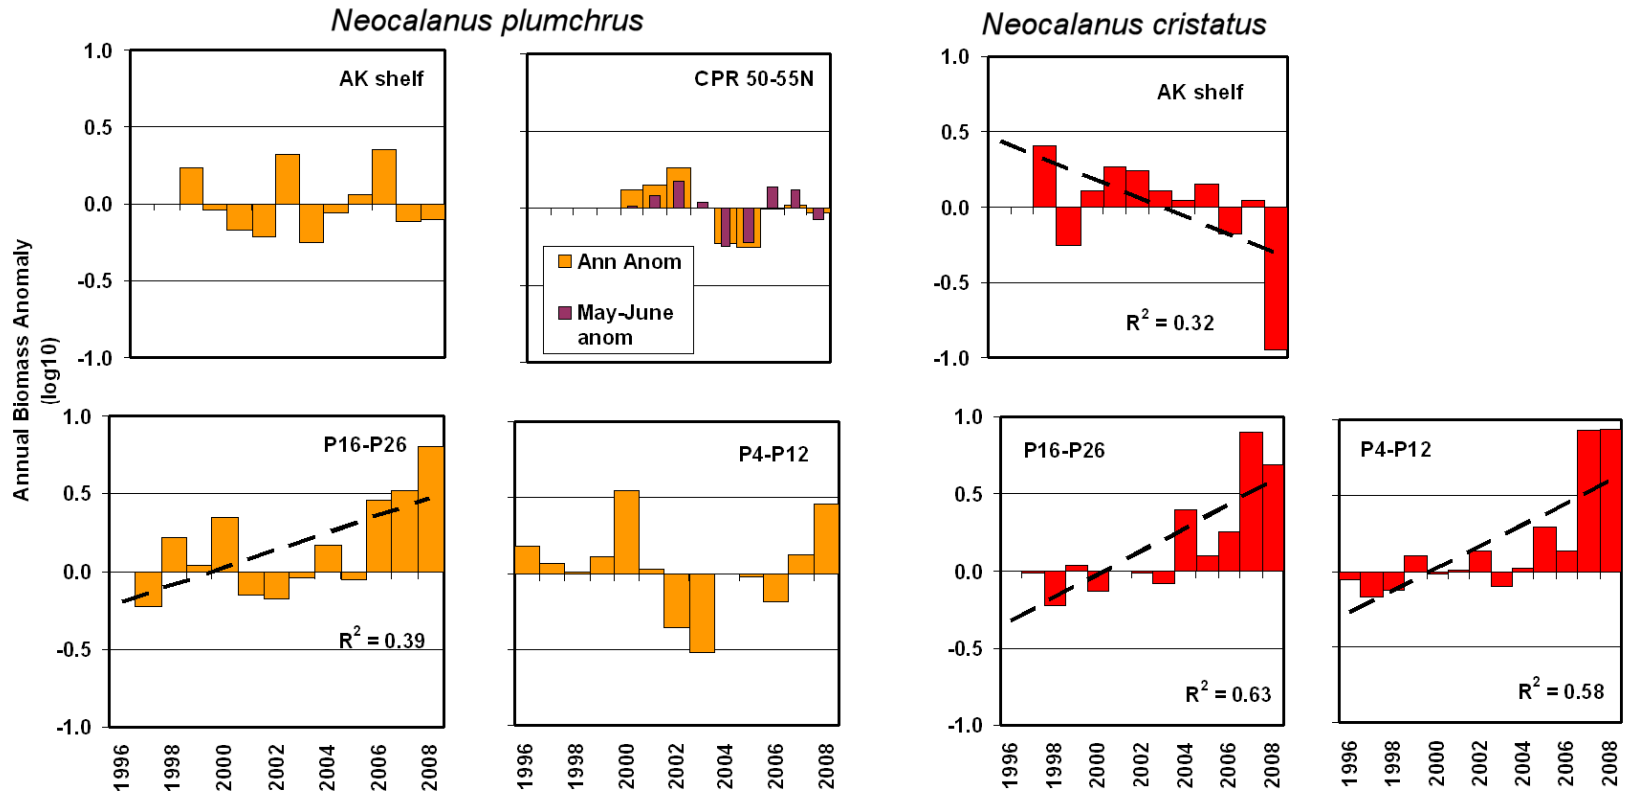 Neocalanus plumchrus
Neocalanus cristatus
Annual Biomass Anomaly
(log10)
1.0
0.5
0.0
-0.5
-1.0
AK shelf
CPR 50-55N
Ann Anom
May-June
anom
1.0
0.5
0.0
-0.5
-1.0
AK shelf
R² = 0.32
1.0
0.5
0.0
-0.5
-1.0
P16-P26
R² = 0.39
1996
1998
2000
2002
2004
2006
2008
P4-P12
1996
1998
2000
2002
2004
2006
2008
1.0
0.5
0.0
-0.5
-1.0
P16-P26
R² = 0.63
1996
1998
2000
2002
2004
2006
2008
P4-P12
R² = 0.58
1996
1998
2000
2002
2004
2006
2008